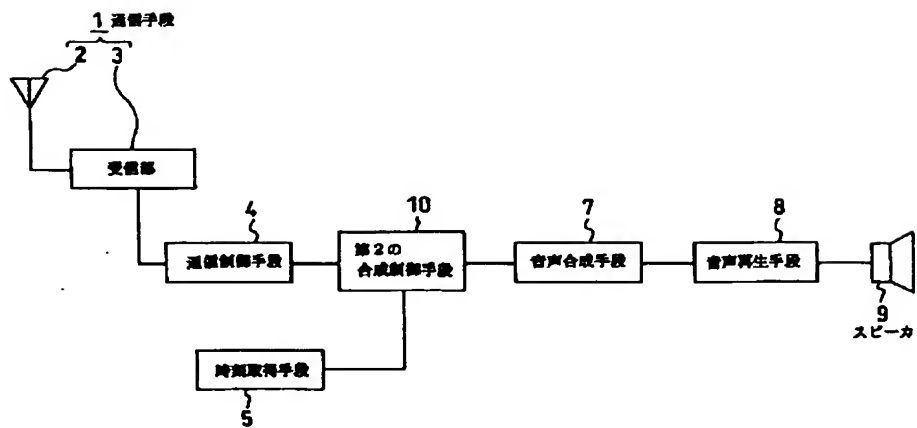 1 通信手段
2 3
受信部
4
通信制御手段
10
第2の
合成制御手段
7
音声合成手段
8
音声再生手段
9
スピーカ
時刻取得手段
5